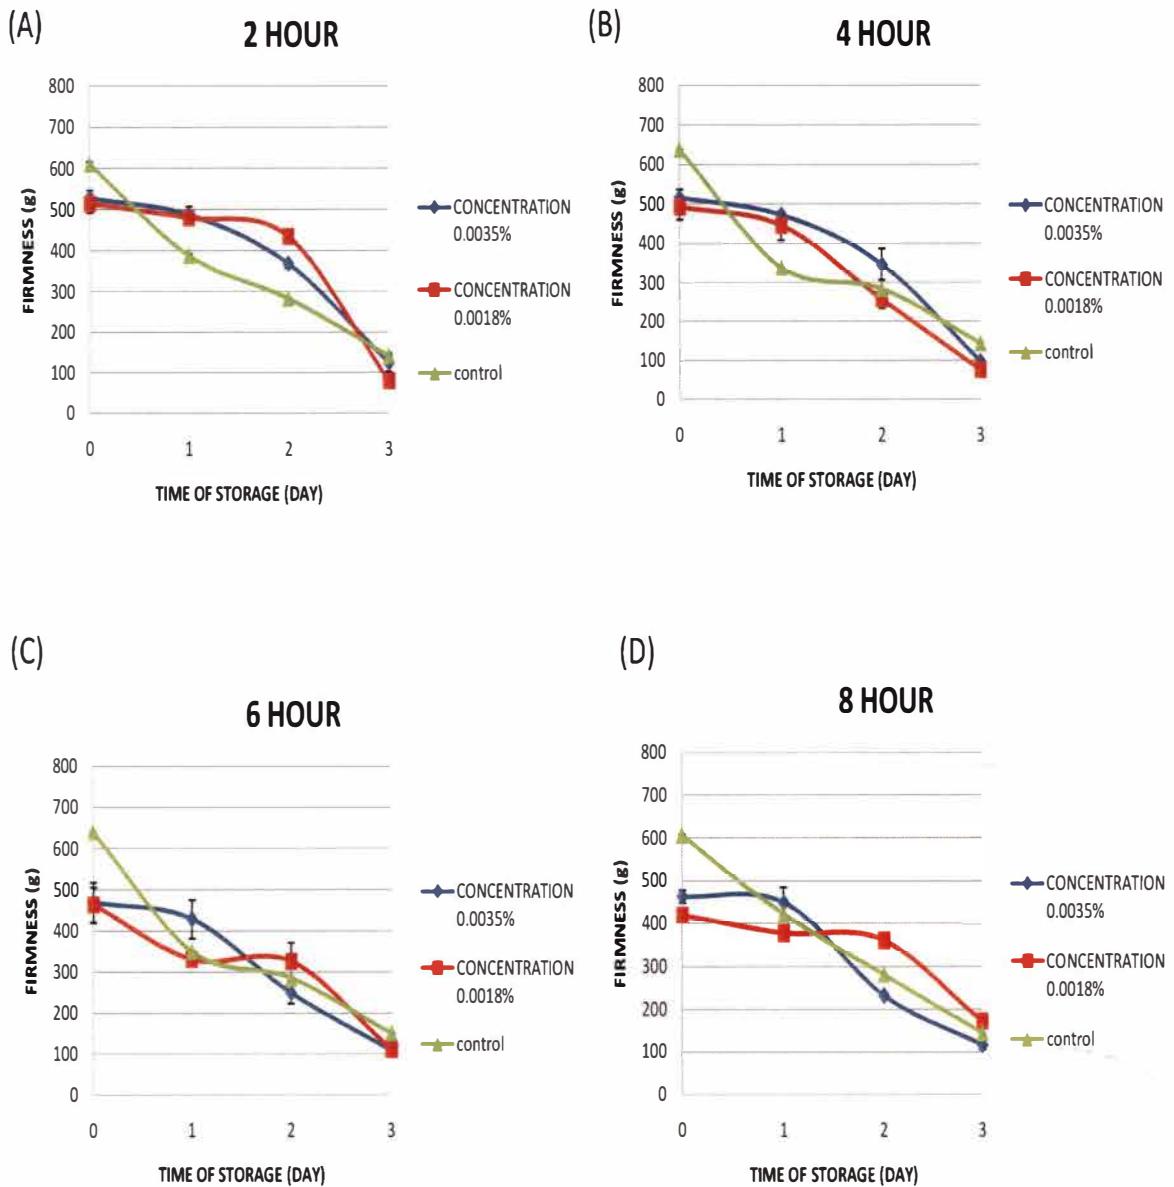 (A)
2 HOUR
800
700
600
500
400
300
200
100
0
FIRMNESS (g)
0 1 2 3
TIME OF STORAGE (DAY)
CONCENTRATION
0.0035%
CONCENTRATION
0.0018%
control
(B)
4 HOUR
800
700
600
500
400
300
200
100
0
FIRMNESS (g)
0 1 2 3
TIME OF STORAGE (DAY)
CONCENTRATION
0.0035%
CONCENTRATION
0.0018%
control
(C)
6 HOUR
800
700
600
500
400
300
200
100
0
FIRMNESS (g)
0 1 2 3
TIME OF STORAGE (DAY)
CONCENTRATION
0.0035%
CONCENTRATION
0.0018%
control
(D)
8 HOUR
800
700
600
500
400
300
200
100
0
FIRMNESS (g)
0 1 2 3
TIME OF STORAGE (DAY)
CONCENTRATION
0.0035%
CONCENTRATION
0.0018%
control